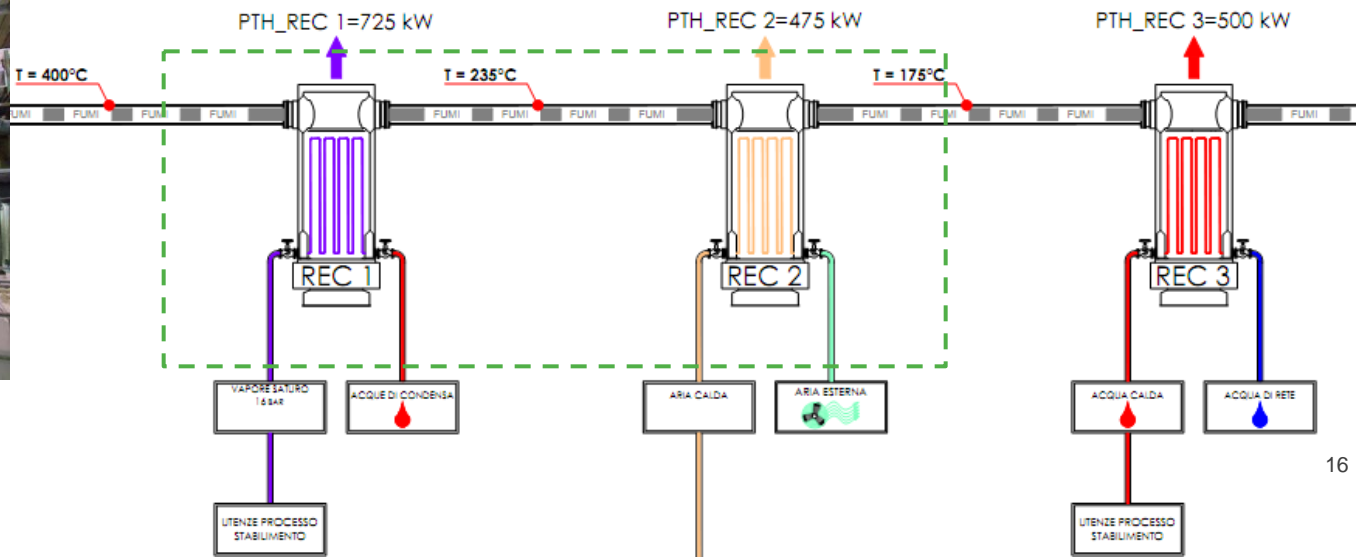 PTH_REC 1=725 kW
PTH_REC 2=475 kW
PTH_REC 3=500 kW
T = 400°C
T = 235°C
T = 175°C
FUMI FUMI FUMI FUMI
FUMI FUMI FUMI FUMI
FUMI FUMI FUMI FUMI
FUMI
REC 1
REC 2
REC 3
VAPORE SATURO
16 BAR
ACQUE DI CONDENSA
ARIA CALDA
ARIA ESTERNA
ACQUA CALDA
ACQUA DI RETE
16
UTENZE PROCESSO
STABILIMENTO
UTENZE PROCESSO
STABILIMENTO